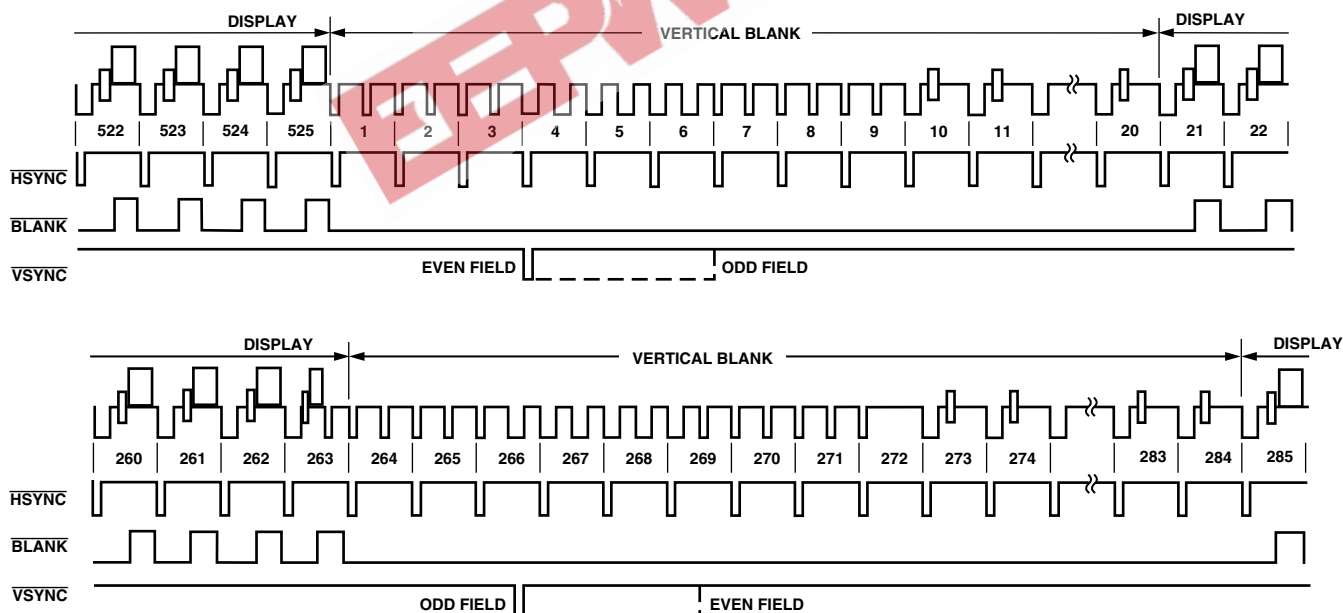 DISPLAY VERTICAL BLANK DISPLAY
522 523 524 525 1 2 3 4 5 6 7 8 9 10 11 20 21 22
HSYNC
BLANK
EVEN FIELD ODD FIELD
VSYNC
DISPLAY VERTICAL BLANK DISPLAY
260 261 262 263 264 265 266 267 268 269 270 271 272 273 274 283 284 285
HSYNC
BLANK
VSYNC
ODD FIELD EVEN FIELD